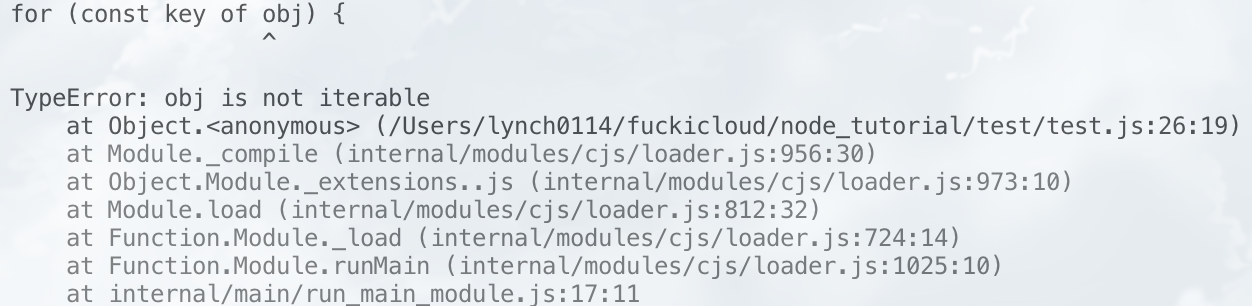 for (const key of obj) {
^
TypeError: obj is not iterable
at Object.<anonymous> (/Users/lynch0114/fuckicloud/node_tutorial/test/test.js:26:19)
at Module._compile (internal/modules/cjs/loader.js:956:30)
at Object.Module._extensions..js (internal/modules/cjs/loader.js:973:10)
at Module.load (internal/modules/cjs/loader.js:812:32)
at Function.Module._load (internal/modules/cjs/loader.js:724:14)
at Function.Module.runMain (internal/modules/cjs/loader.js:1025:10)
at internal/main/run_main_module.js:17:11